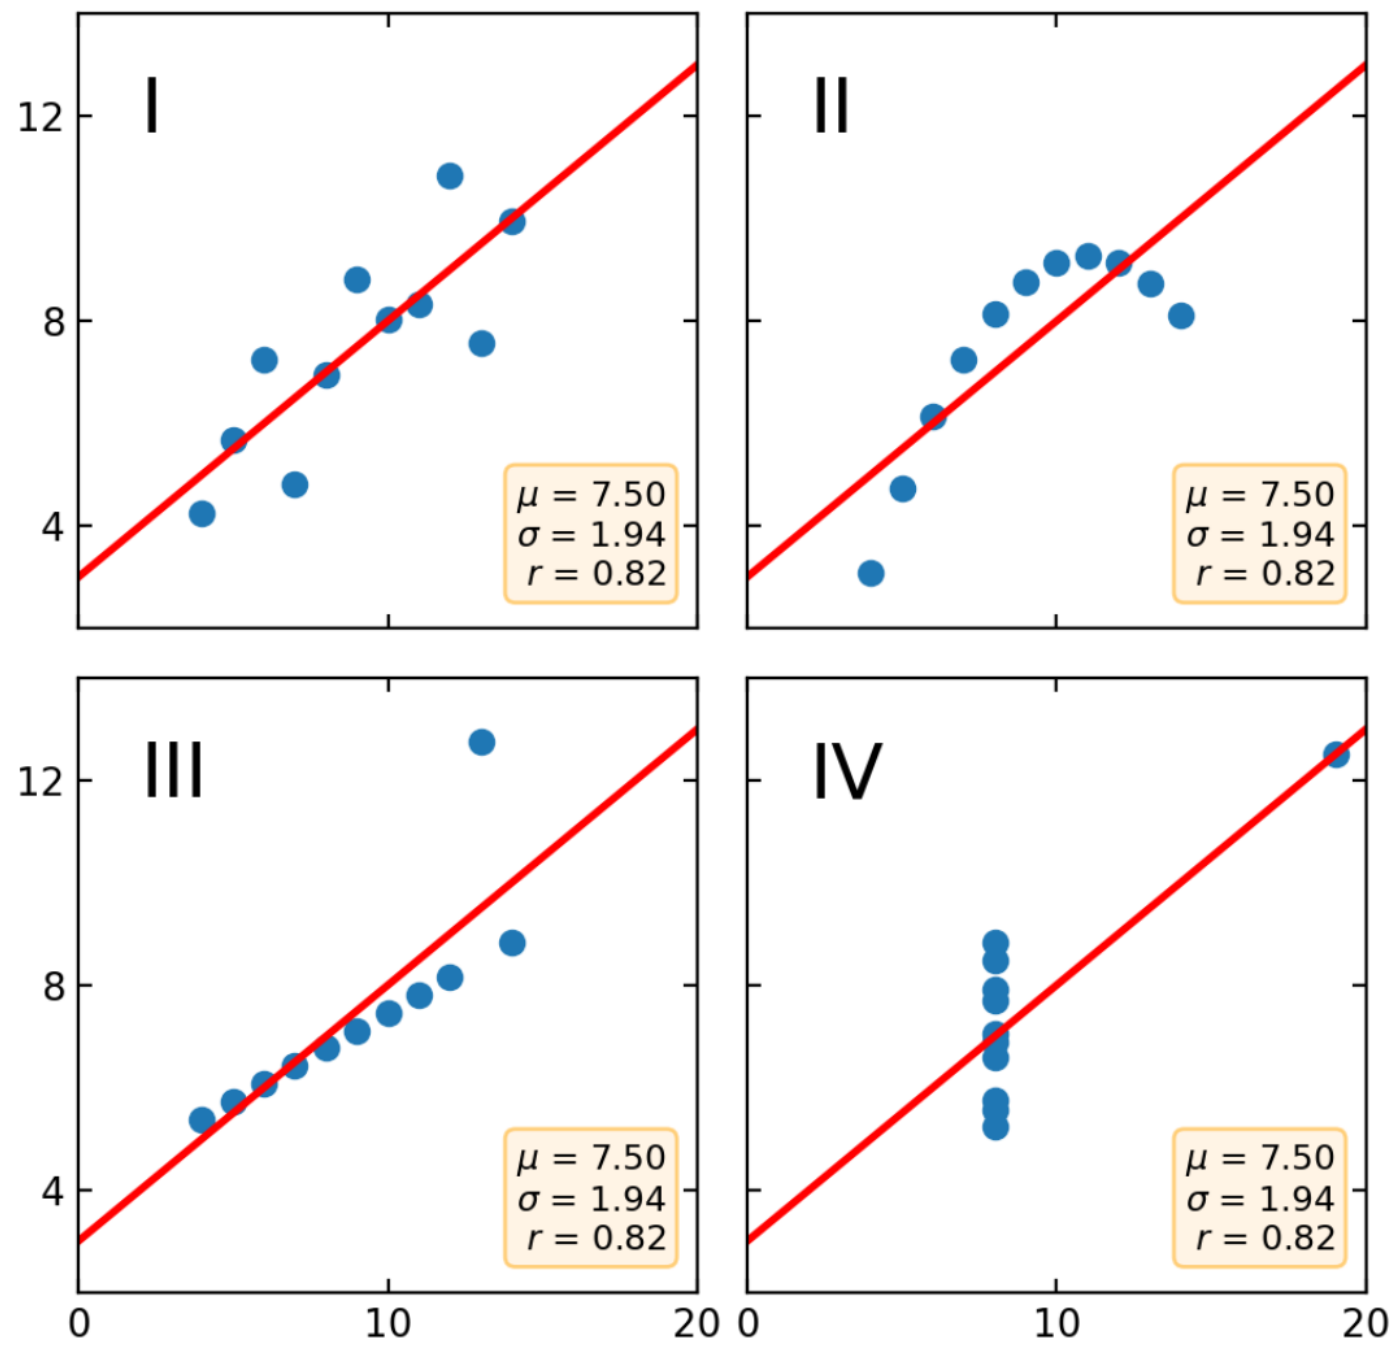 I
II
12
8
4
μ = 7.50
σ = 1.94
r = 0.82
μ = 7.50
σ = 1.94
r = 0.82
III
IV
12
8
4
μ = 7.50
σ = 1.94
r = 0.82
μ = 7.50
σ = 1.94
r = 0.82
0 10 20 0 10 20